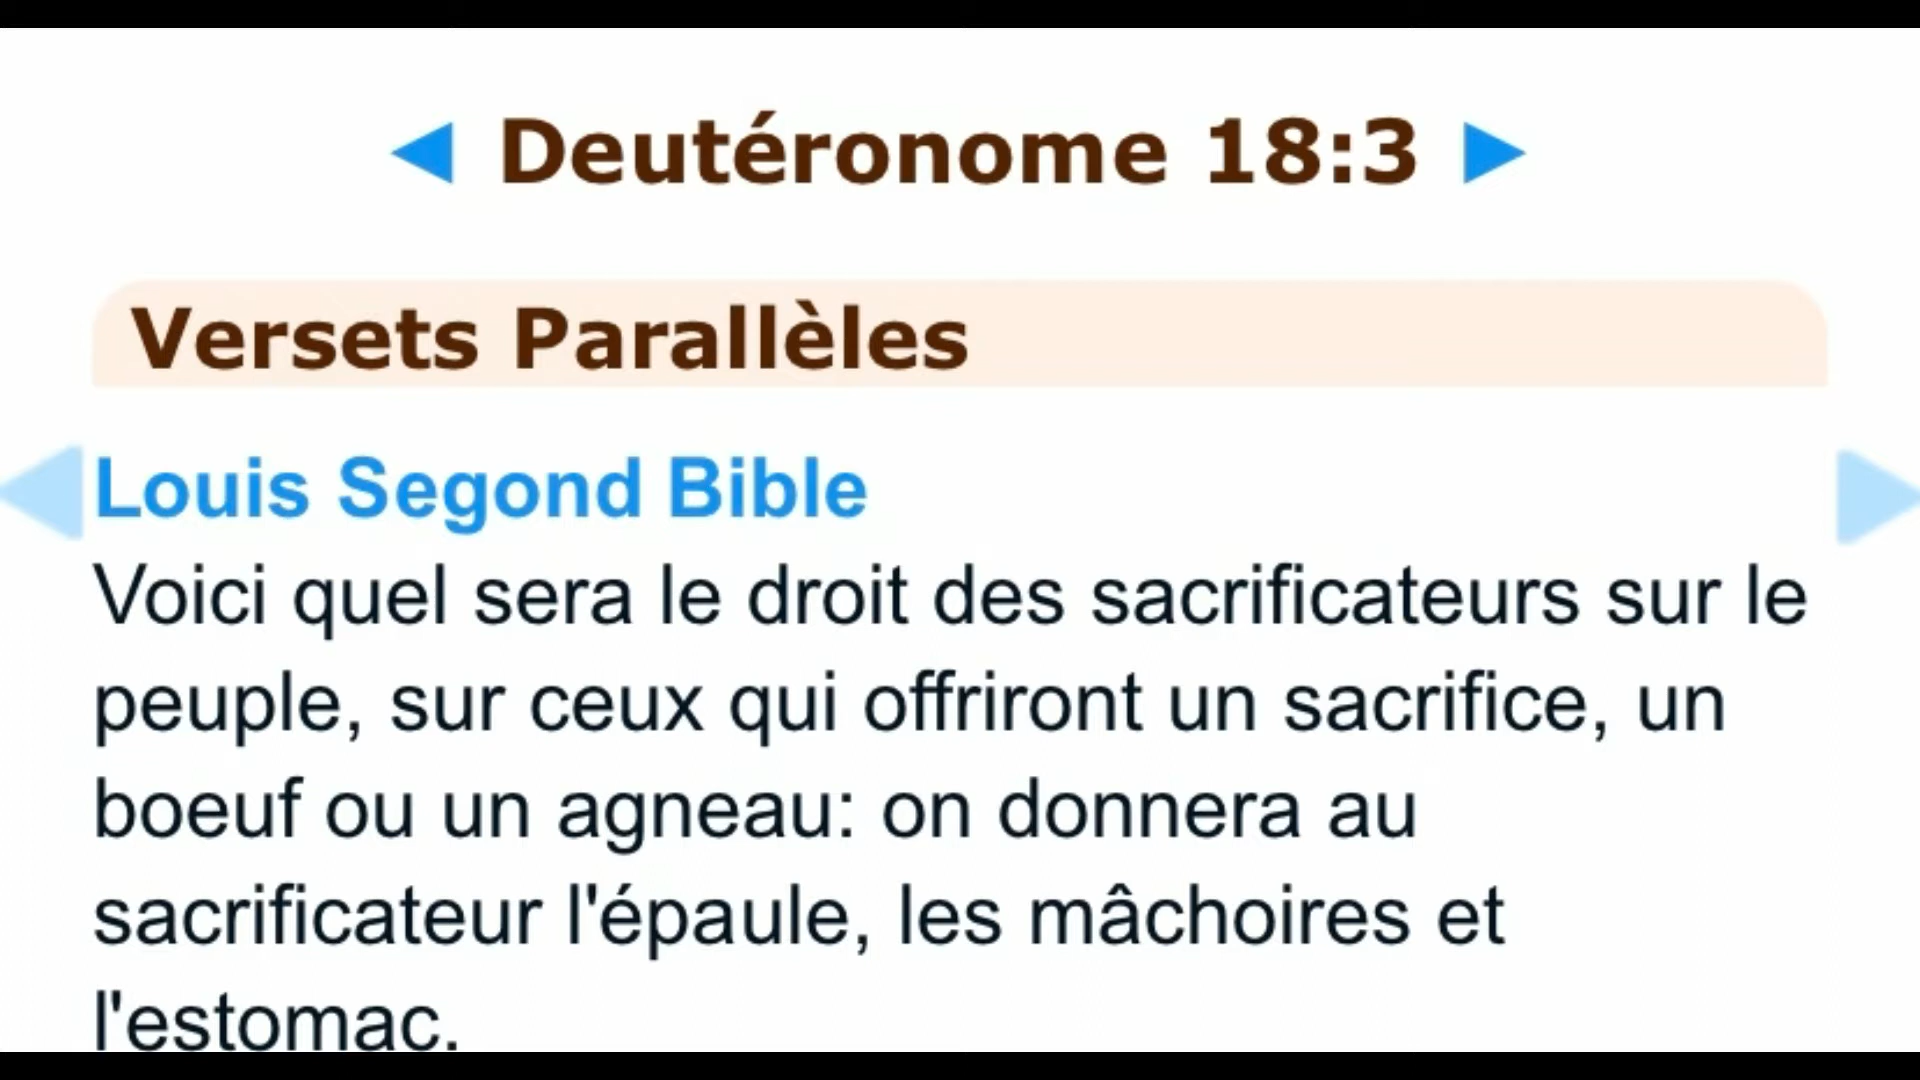 Deutéronome 18:3
Versets Parallèles
Louis Segond Bible
Voici quel sera le droit des sacrificateurs sur le
peuple, sur ceux qui offriront un sacrifice, un
boeuf ou un agneau: on donnera au
sacrificateur l'épaule, les mâchoires et
l'estomac.